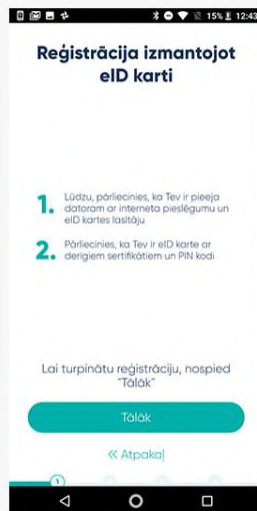 15% 12:43
Reģistrācija izmantojot
eID karti
1. Lūdzu, pārliecinies, ka Tev ir pieeja
datoram ar interneta pieslēgumu un
eID kartes lasītāju
2. Pārliecinies, ka Tev ir eID karte ar
derīgiem sertifikātiem un PIN kodi
Lai turpinātu reģistrāciju, nospied
"Tālāk"
Tālāk
« Atpakaļ
1